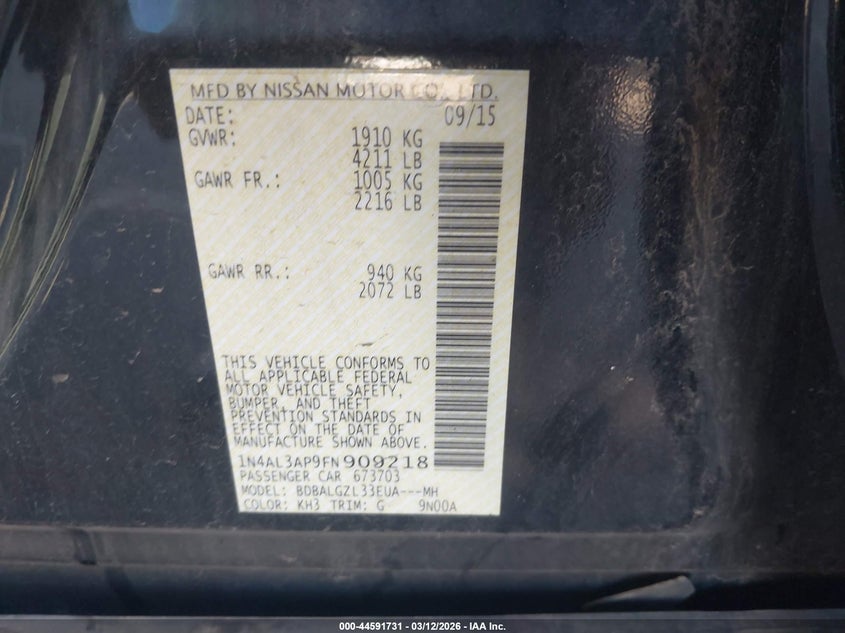 MFD BY NISSAN MOTOR CO., LTD.
DATE: 09/15
GVWR: 1910 KG
4211 LB
GAWR FR.: 1005 KG
2216 LB
GAWR RR.: 940 KG
2072 LB
THIS VEHICLE CONFORMS TO
ALL APPLICABLE FEDERAL
MOTOR VEHICLE SAFETY,
BUMPER, AND THEFT
PREVENTION STANDARDS IN
EFFECT ON THE DATE OF
MANUFACTURE SHOWN ABOVE.
1N4AL3AP9FN 909218
PASSENGER CAR 673703
MODEL: BDBALGZL33EUA---MH
COLOR: KH3 TRIM: G 9N00A
000-44591731 - 03/12/2026 - IAA Inc.